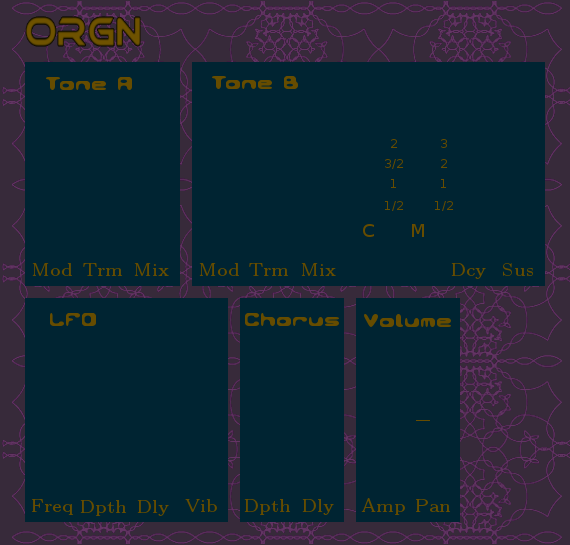 ORGN
Tone A
Tone B
2 3
3/2 2
1 1
1/2 1/2
C M
Mod Trm Mix
Mod Trm Mix
Dcy Sus
LFO
Chorus
Volume
Freq Dpth Dly Vib
Dpth Dly
Amp Pan